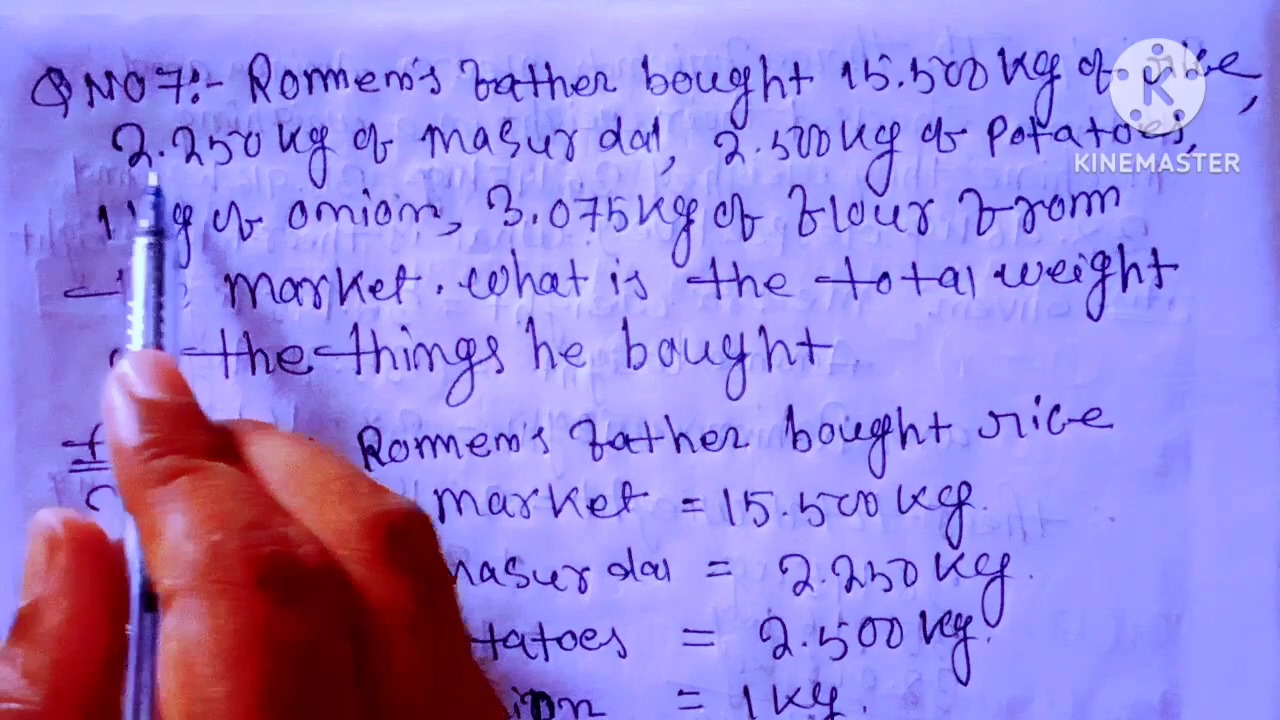 Q NO 7:- Romen's father bought 15.500 kg of
2.250 kg of masur dal, 2.500 kg of potatoes,
KINEMASTER
of onion, 3.075 kg of flour from
market. what is the total weight
the things he bought.
Romen's father bought rice
market = 15.500 kg.
masur dal = 2.250 kg.
tatoes = 2.500 kg.
= 1 kg.